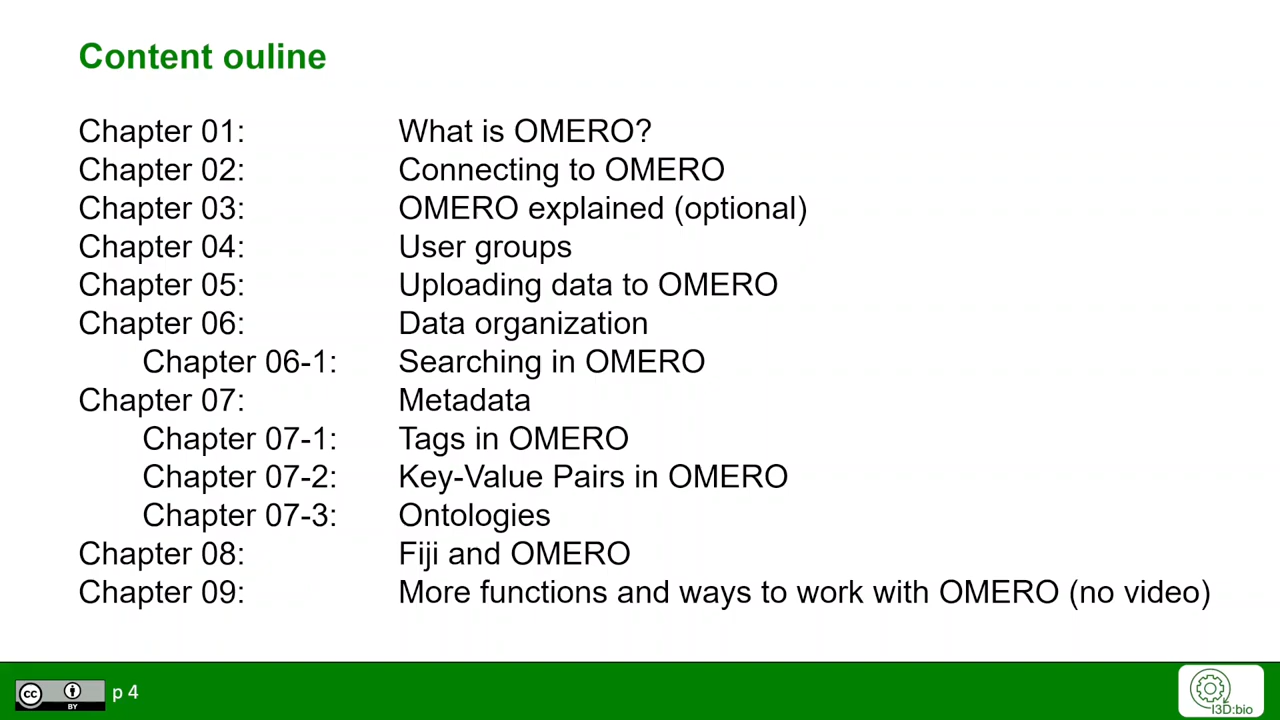 Content ouline
Chapter 01: What is OMERO?
Chapter 02: Connecting to OMERO
Chapter 03: OMERO explained (optional)
Chapter 04: User groups
Chapter 05: Uploading data to OMERO
Chapter 06: Data organization
Chapter 06-1: Searching in OMERO
Chapter 07: Metadata
Chapter 07-1: Tags in OMERO
Chapter 07-2: Key-Value Pairs in OMERO
Chapter 07-3: Ontologies
Chapter 08: Fiji and OMERO
Chapter 09: More functions and ways to work with OMERO (no video)
cc BY p 4
I3D:bio